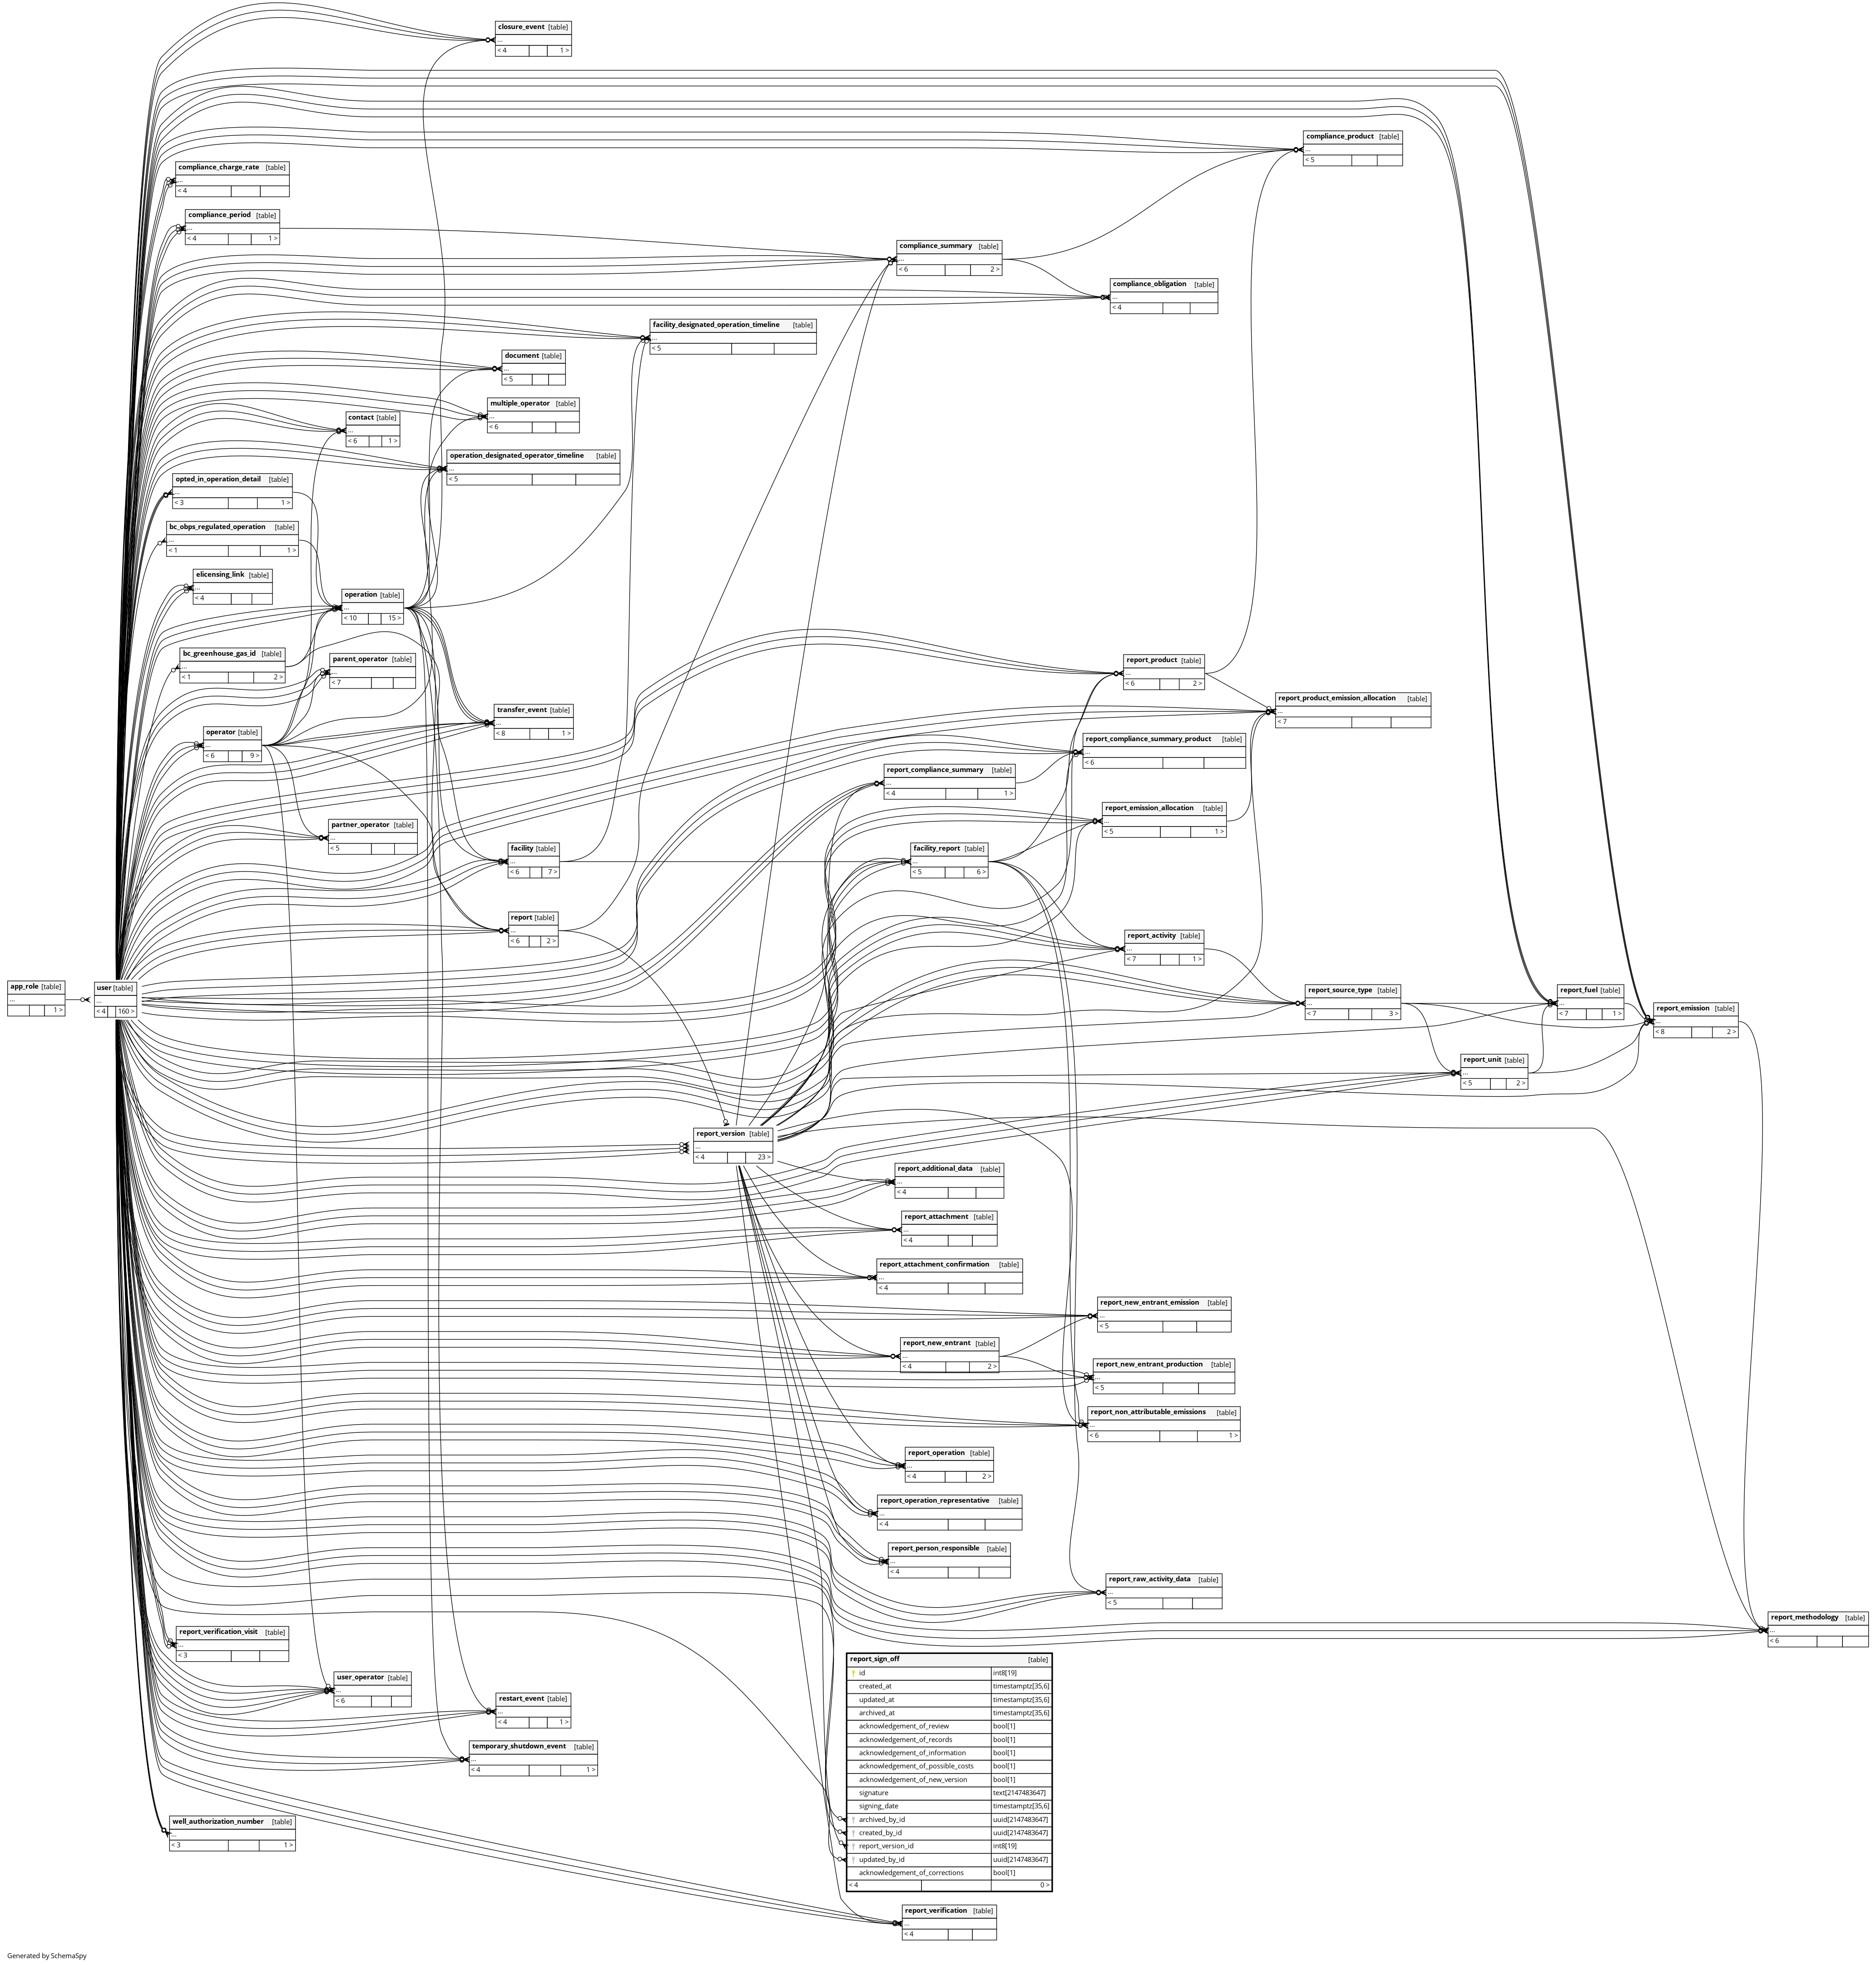 closure_event [table]
...
< 4 1 >
compliance_product [table]
...
< 5
compliance_charge_rate [table]
...
< 4
compliance_period [table]
...
< 4 1 >
compliance_summary [table]
...
< 6 2 >
compliance_obligation [table]
...
< 4
facility_designated_operation_timeline [table]
...
< 5
document [table]
...
< 5
multiple_operator [table]
...
< 6
contact [table]
...
< 6 1 >
operation_designated_operator_timeline [table]
...
< 5
opted_in_operation_detail [table]
...
< 3 1 >
bc_obps_regulated_operation [table]
...
< 1 1 >
elicensing_link [table]
...
< 4
operation [table]
...
< 10 15 >
bc_greenhouse_gas_id [table]
...
< 1 2 >
parent_operator [table]
...
< 7
report_product [table]
...
< 6 2 >
report_product_emission_allocation [table]
...
< 7
transfer_event [table]
...
< 8 1 >
operator [table]
...
< 6 9 >
report_compliance_summary_product [table]
...
< 6
report_compliance_summary [table]
...
< 4 1 >
report_emission_allocation [table]
...
< 5 1 >
partner_operator [table]
...
< 5
facility [table]
...
< 6 7 >
facility_report [table]
...
< 5 6 >
report [table]
...
< 6 2 >
report_activity [table]
...
< 7 1 >
app_role [table]
...
1 >
user [table]
...
< 4 160 >
report_source_type [table]
...
< 7 3 >
report_fuel [table]
...
< 7 1 >
report_emission [table]
...
< 8 2 >
report_unit [table]
...
< 5 2 >
report_version [table]
...
< 4 23 >
report_additional_data [table]
...
< 4
report_attachment [table]
...
< 4
report_attachment_confirmation [table]
...
< 4
report_new_entrant_emission [table]
...
< 5
report_new_entrant [table]
...
< 4 2 >
report_new_entrant_production [table]
...
< 5
report_non_attributable_emissions [table]
...
< 6 1 >
report_operation [table]
...
< 4 2 >
report_operation_representative [table]
...
< 4
report_person_responsible [table]
...
< 4
report_raw_activity_data [table]
...
< 5
report_methodology [table]
...
< 6
report_verification_visit [table]
...
< 3
user_operator [table]
...
< 6
restart_event [table]
...
< 4 1 >
temporary_shutdown_event [table]
...
< 4 1 >
well_authorization_number [table]
...
< 3 1 >
report_sign_off [table]
id int8[19]
created_at timestamptz[35,6]
updated_at timestamptz[35,6]
archived_at timestamptz[35,6]
acknowledgement_of_review bool[1]
acknowledgement_of_records bool[1]
acknowledgement_of_information bool[1]
acknowledgement_of_possible_costs bool[1]
acknowledgement_of_new_version bool[1]
signature text[2147483647]
signing_date timestamptz[35,6]
archived_by_id uuid[2147483647]
created_by_id uuid[2147483647]
report_version_id int8[19]
updated_by_id uuid[2147483647]
acknowledgement_of_corrections bool[1]
< 4 0 >
report_verification [table]
...
< 4
Generated by SchemaSpy